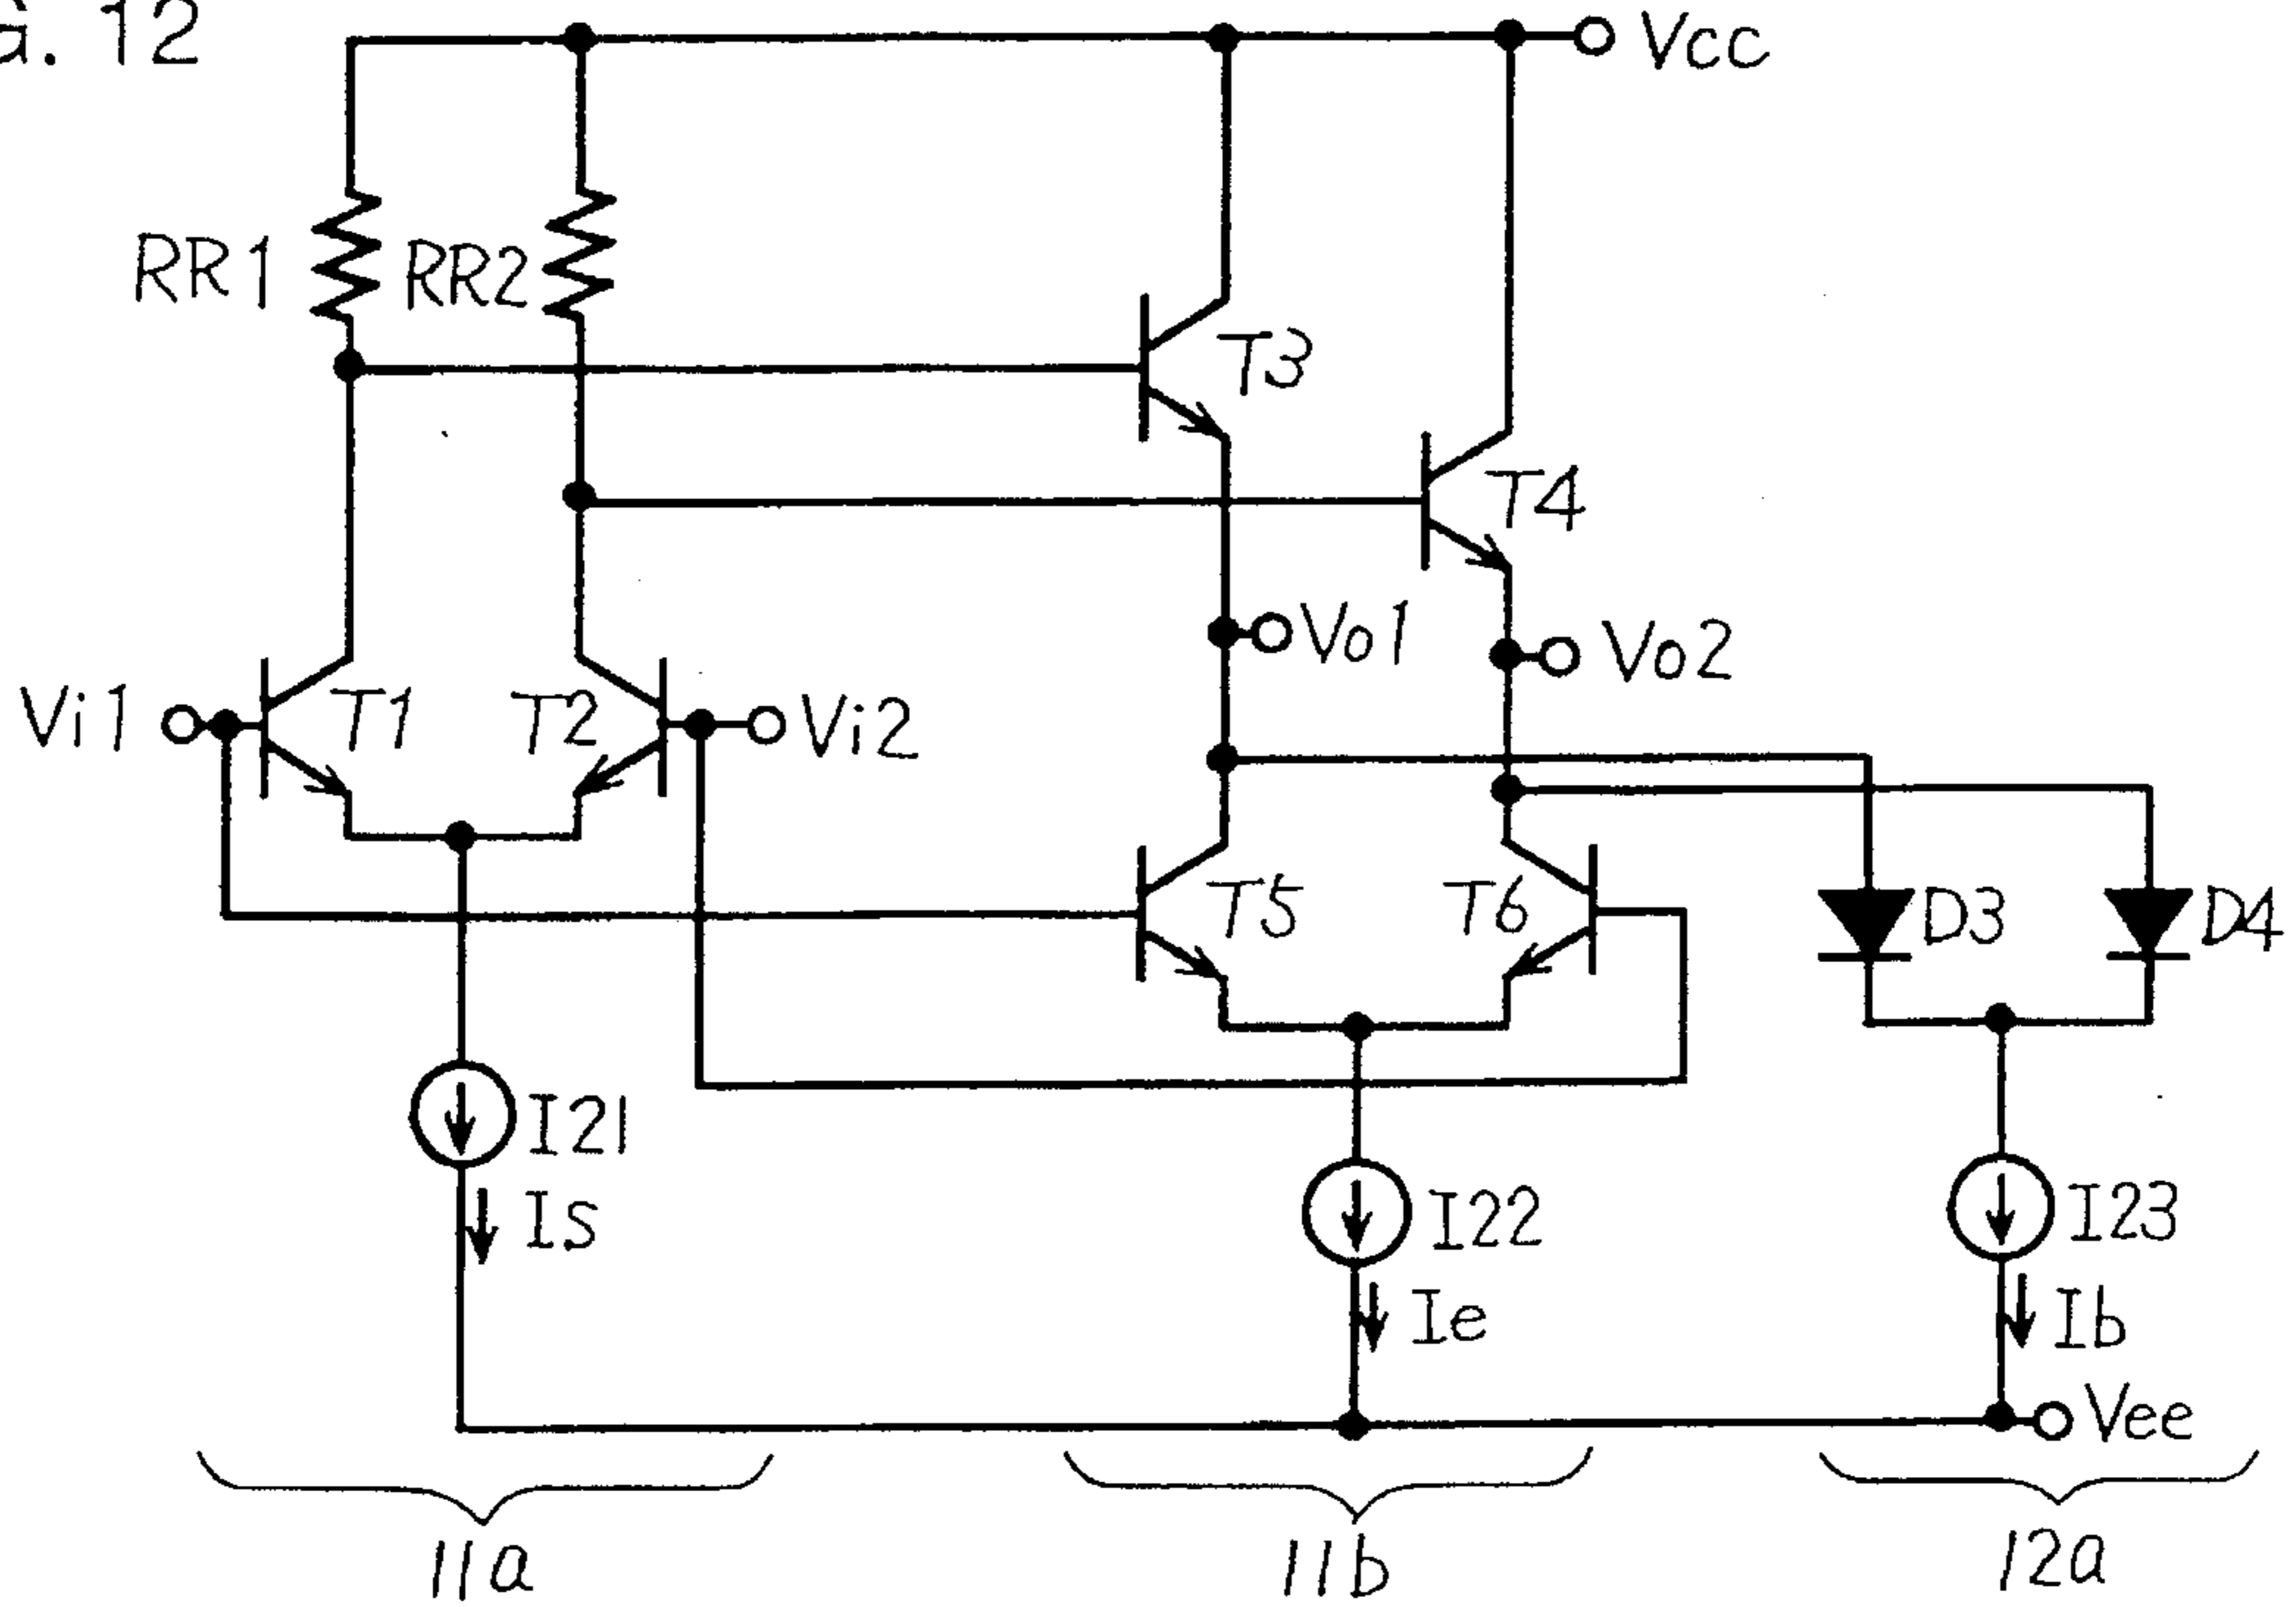 . 12
Vcc
RR1
RR2
T3
T4
Vo1
Vo2
Vi1
T1
T2
Vi2
T5
T6
D3
D4
I21
Is
I22
Ie
I23
Ib
Vee
11a
11b
12a